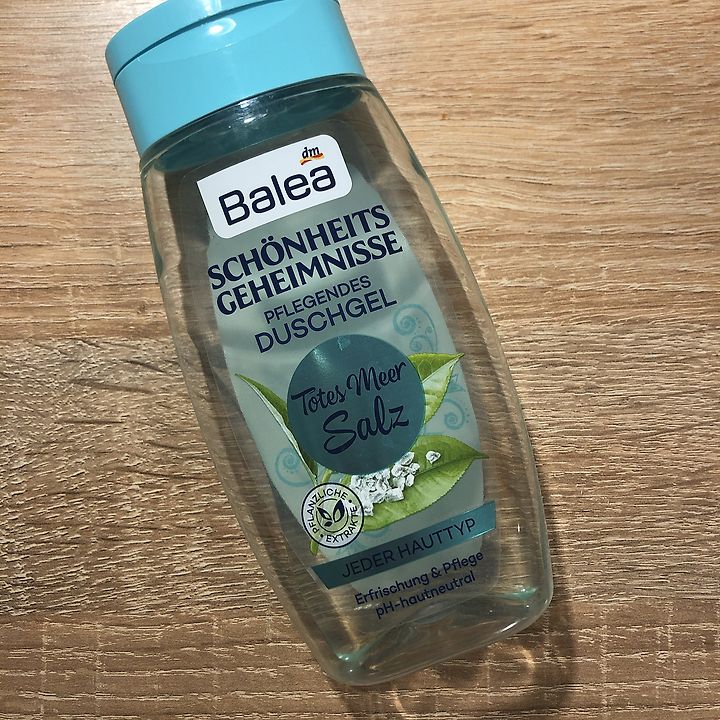 dm
Balea
SCHÖNHEITS
GEHEIMNISSE
PFLEGENDES
DUSCHGEL
Totes Meer
Salz
PFLANZLICHE
EXTRAKTE
JEDER HAUTTYP
Erfrischung & Pflege
pH-hautneutral